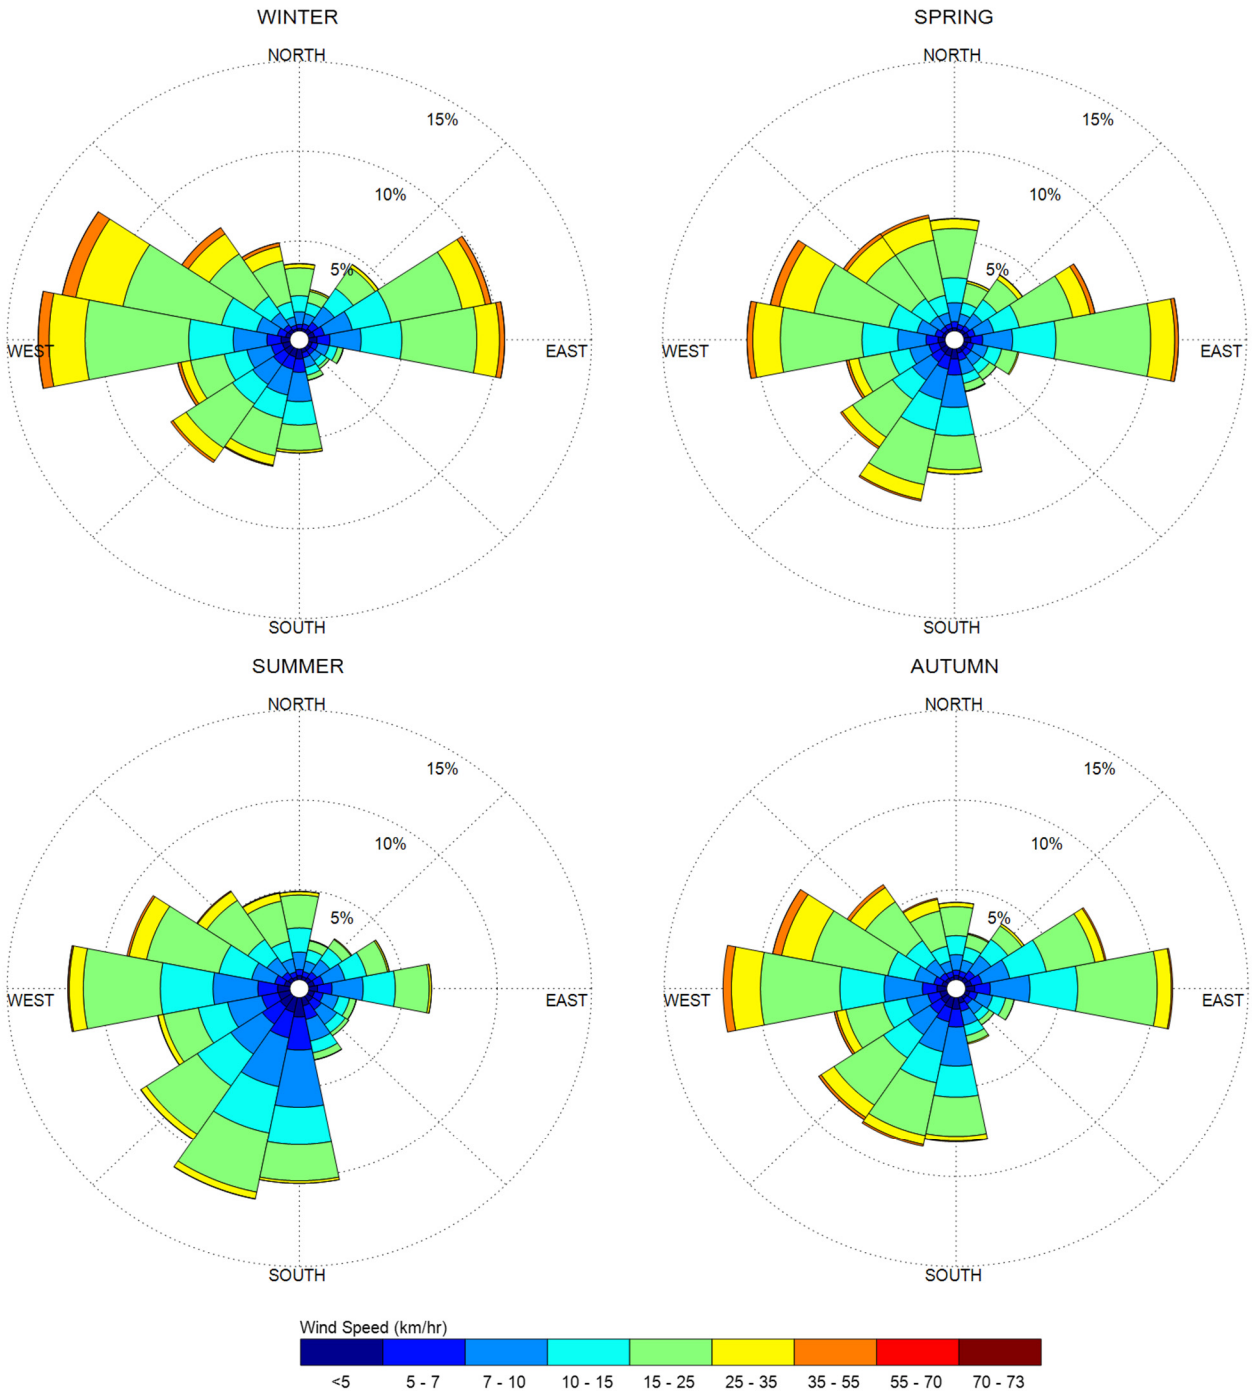 WINTER
SPRING
NORTH
NORTH
15%
15%
10%
10%
5%
5%
WEST
EAST
WEST
EAST
SOUTH
SOUTH
SUMMER
AUTUMN
NORTH
NORTH
15%
15%
10%
10%
5%
5%
WEST
EAST
WEST
EAST
SOUTH
SOUTH
Wind Speed (km/hr)
<5 5 - 7 7 - 10 10 - 15 15 - 25 25 - 35 35 - 55 55 - 70 70 - 73